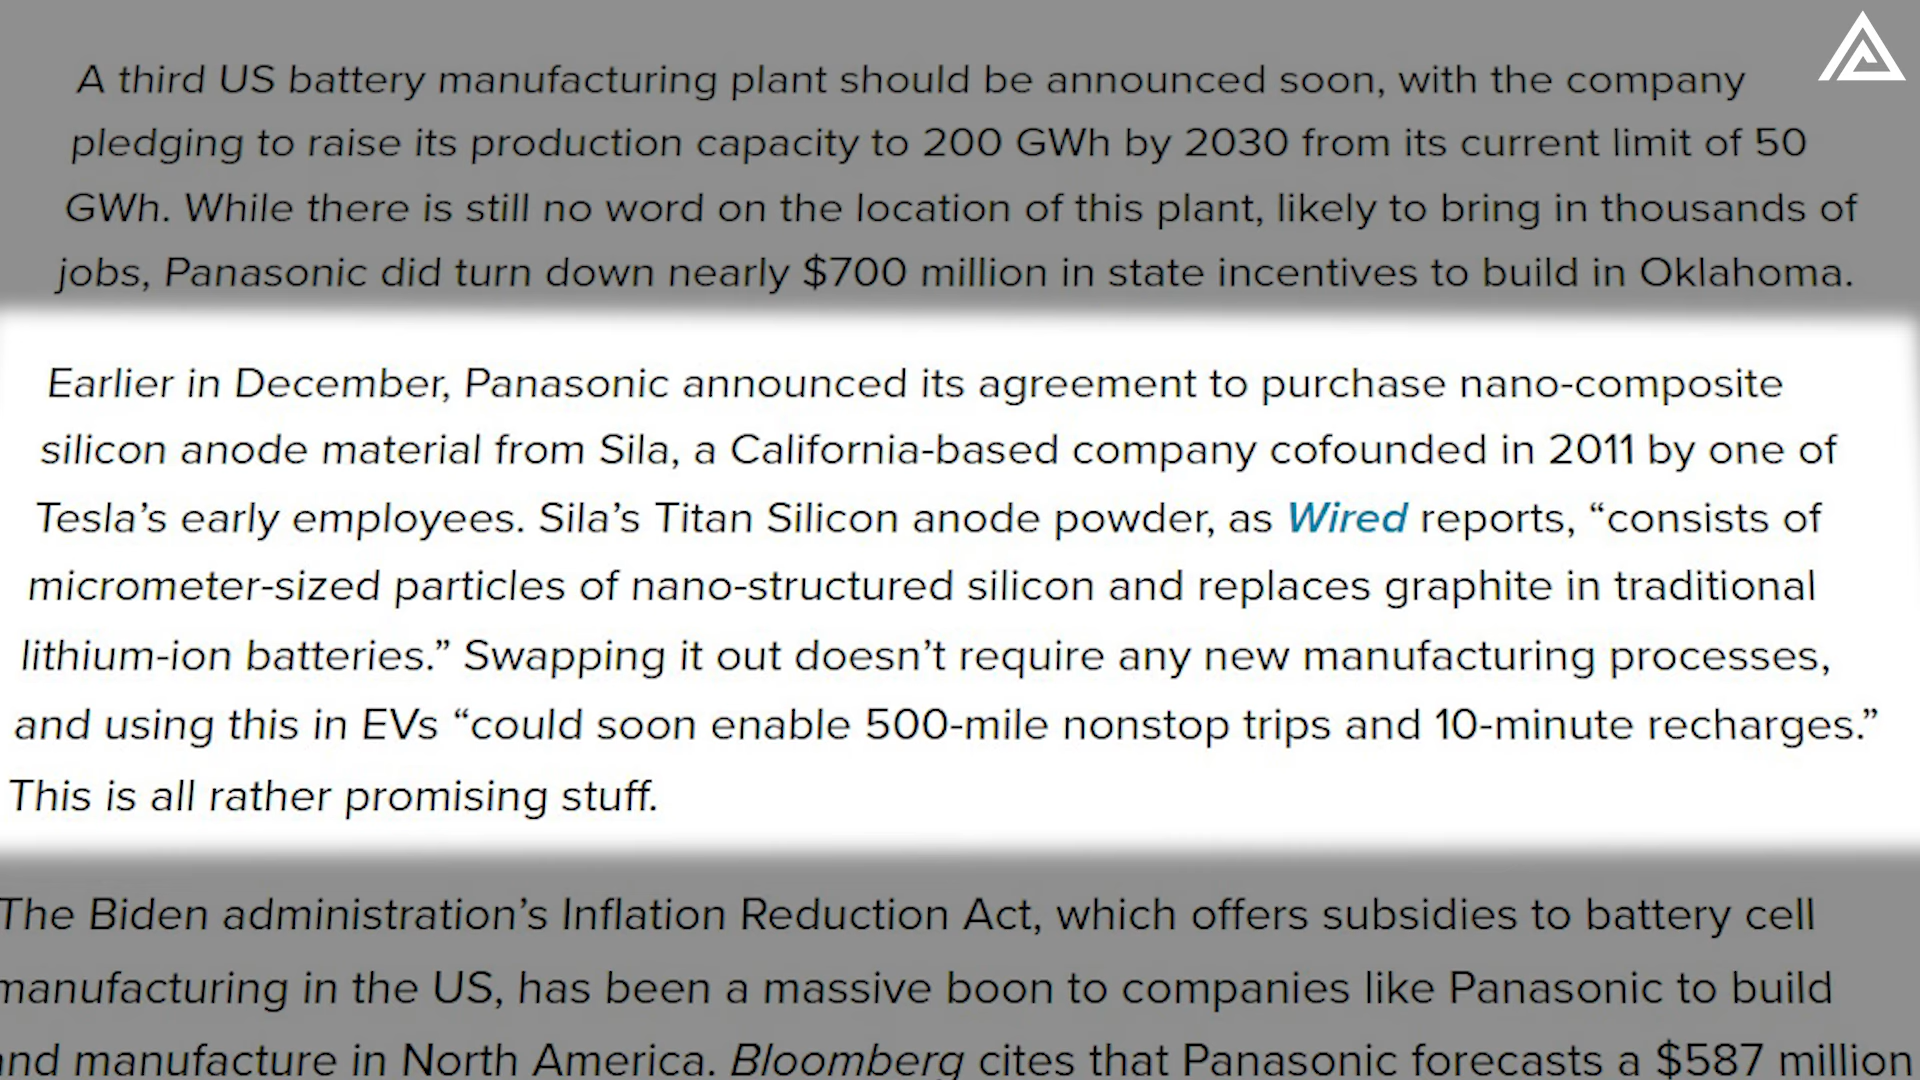 A third US battery manufacturing plant should be announced soon, with the company
pledging to raise its production capacity to 200 GWh by 2030 from its current limit of 50
GWh. While there is still no word on the location of this plant, likely to bring in thousands of
jobs, Panasonic did turn down nearly $700 million in state incentives to build in Oklahoma.
Earlier in December, Panasonic announced its agreement to purchase nano-composite
silicon anode material from Sila, a California-based company cofounded in 2011 by one of
Tesla’s early employees. Sila’s Titan Silicon anode powder, as Wired reports, “consists of
micrometer-sized particles of nano-structured silicon and replaces graphite in traditional
lithium-ion batteries.” Swapping it out doesn’t require any new manufacturing processes,
and using this in EVs “could soon enable 500-mile nonstop trips and 10-minute recharges.”
This is all rather promising stuff.
The Biden administration’s Inflation Reduction Act, which offers subsidies to battery cell
manufacturing in the US, has been a massive boon to companies like Panasonic to build
and manufacture in North America. Bloomberg cites that Panasonic forecasts a $587 million